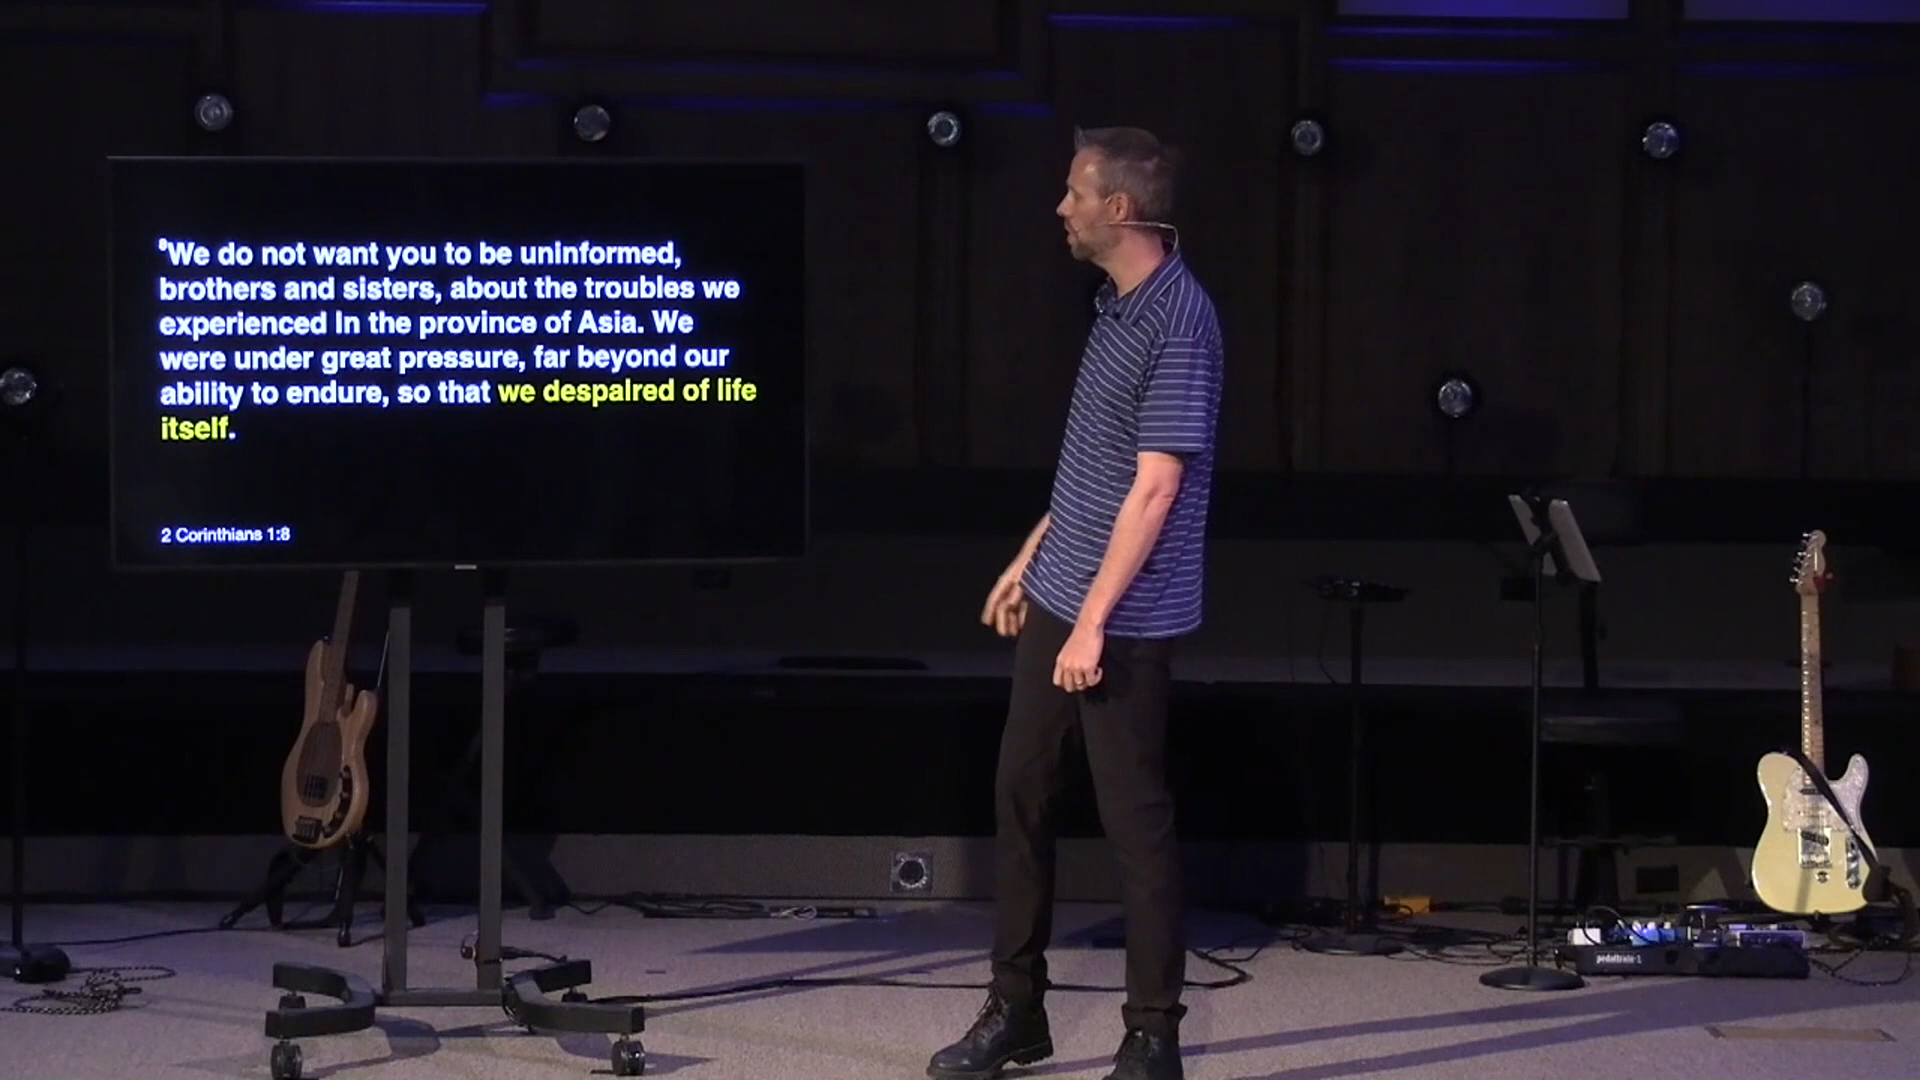 ⁸We do not want you to be uninformed,
brothers and sisters, about the troubles we
experienced in the province of Asia. We
were under great pressure, far beyond our
ability to endure, so that we despaired of life
itself.
2 Corinthians 1:8
pedaltrain-1